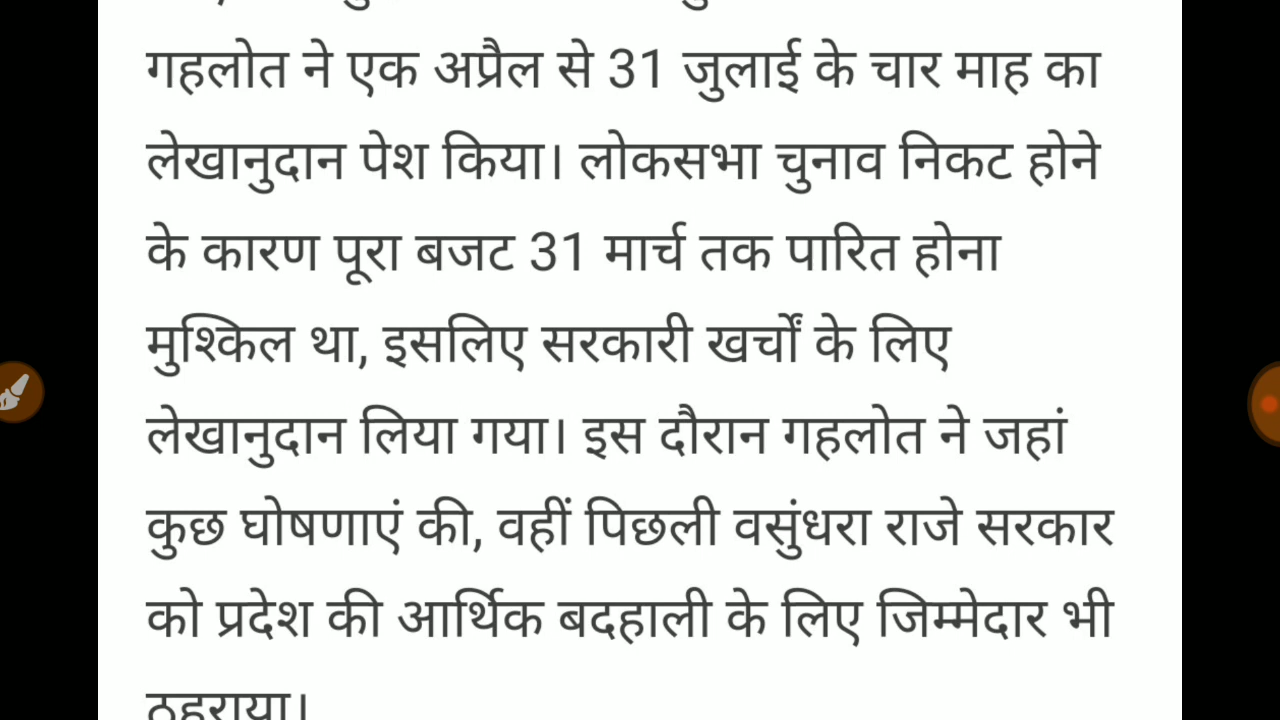 गहलोत ने एक अप्रैल से 31 जुलाई के चार माह का
लेखानुदान पेश किया। लोकसभा चुनाव निकट होने
के कारण पूरा बजट 31 मार्च तक पारित होना
मुश्किल था, इसलिए सरकारी खर्चों के लिए
लेखानुदान लिया गया। इस दौरान गहलोत ने जहां
कुछ घोषणाएं की, वहीं पिछली वसुंधरा राजे सरकार
को प्रदेश की आर्थिक बदहाली के लिए जिम्मेदार भी
ठहराया।